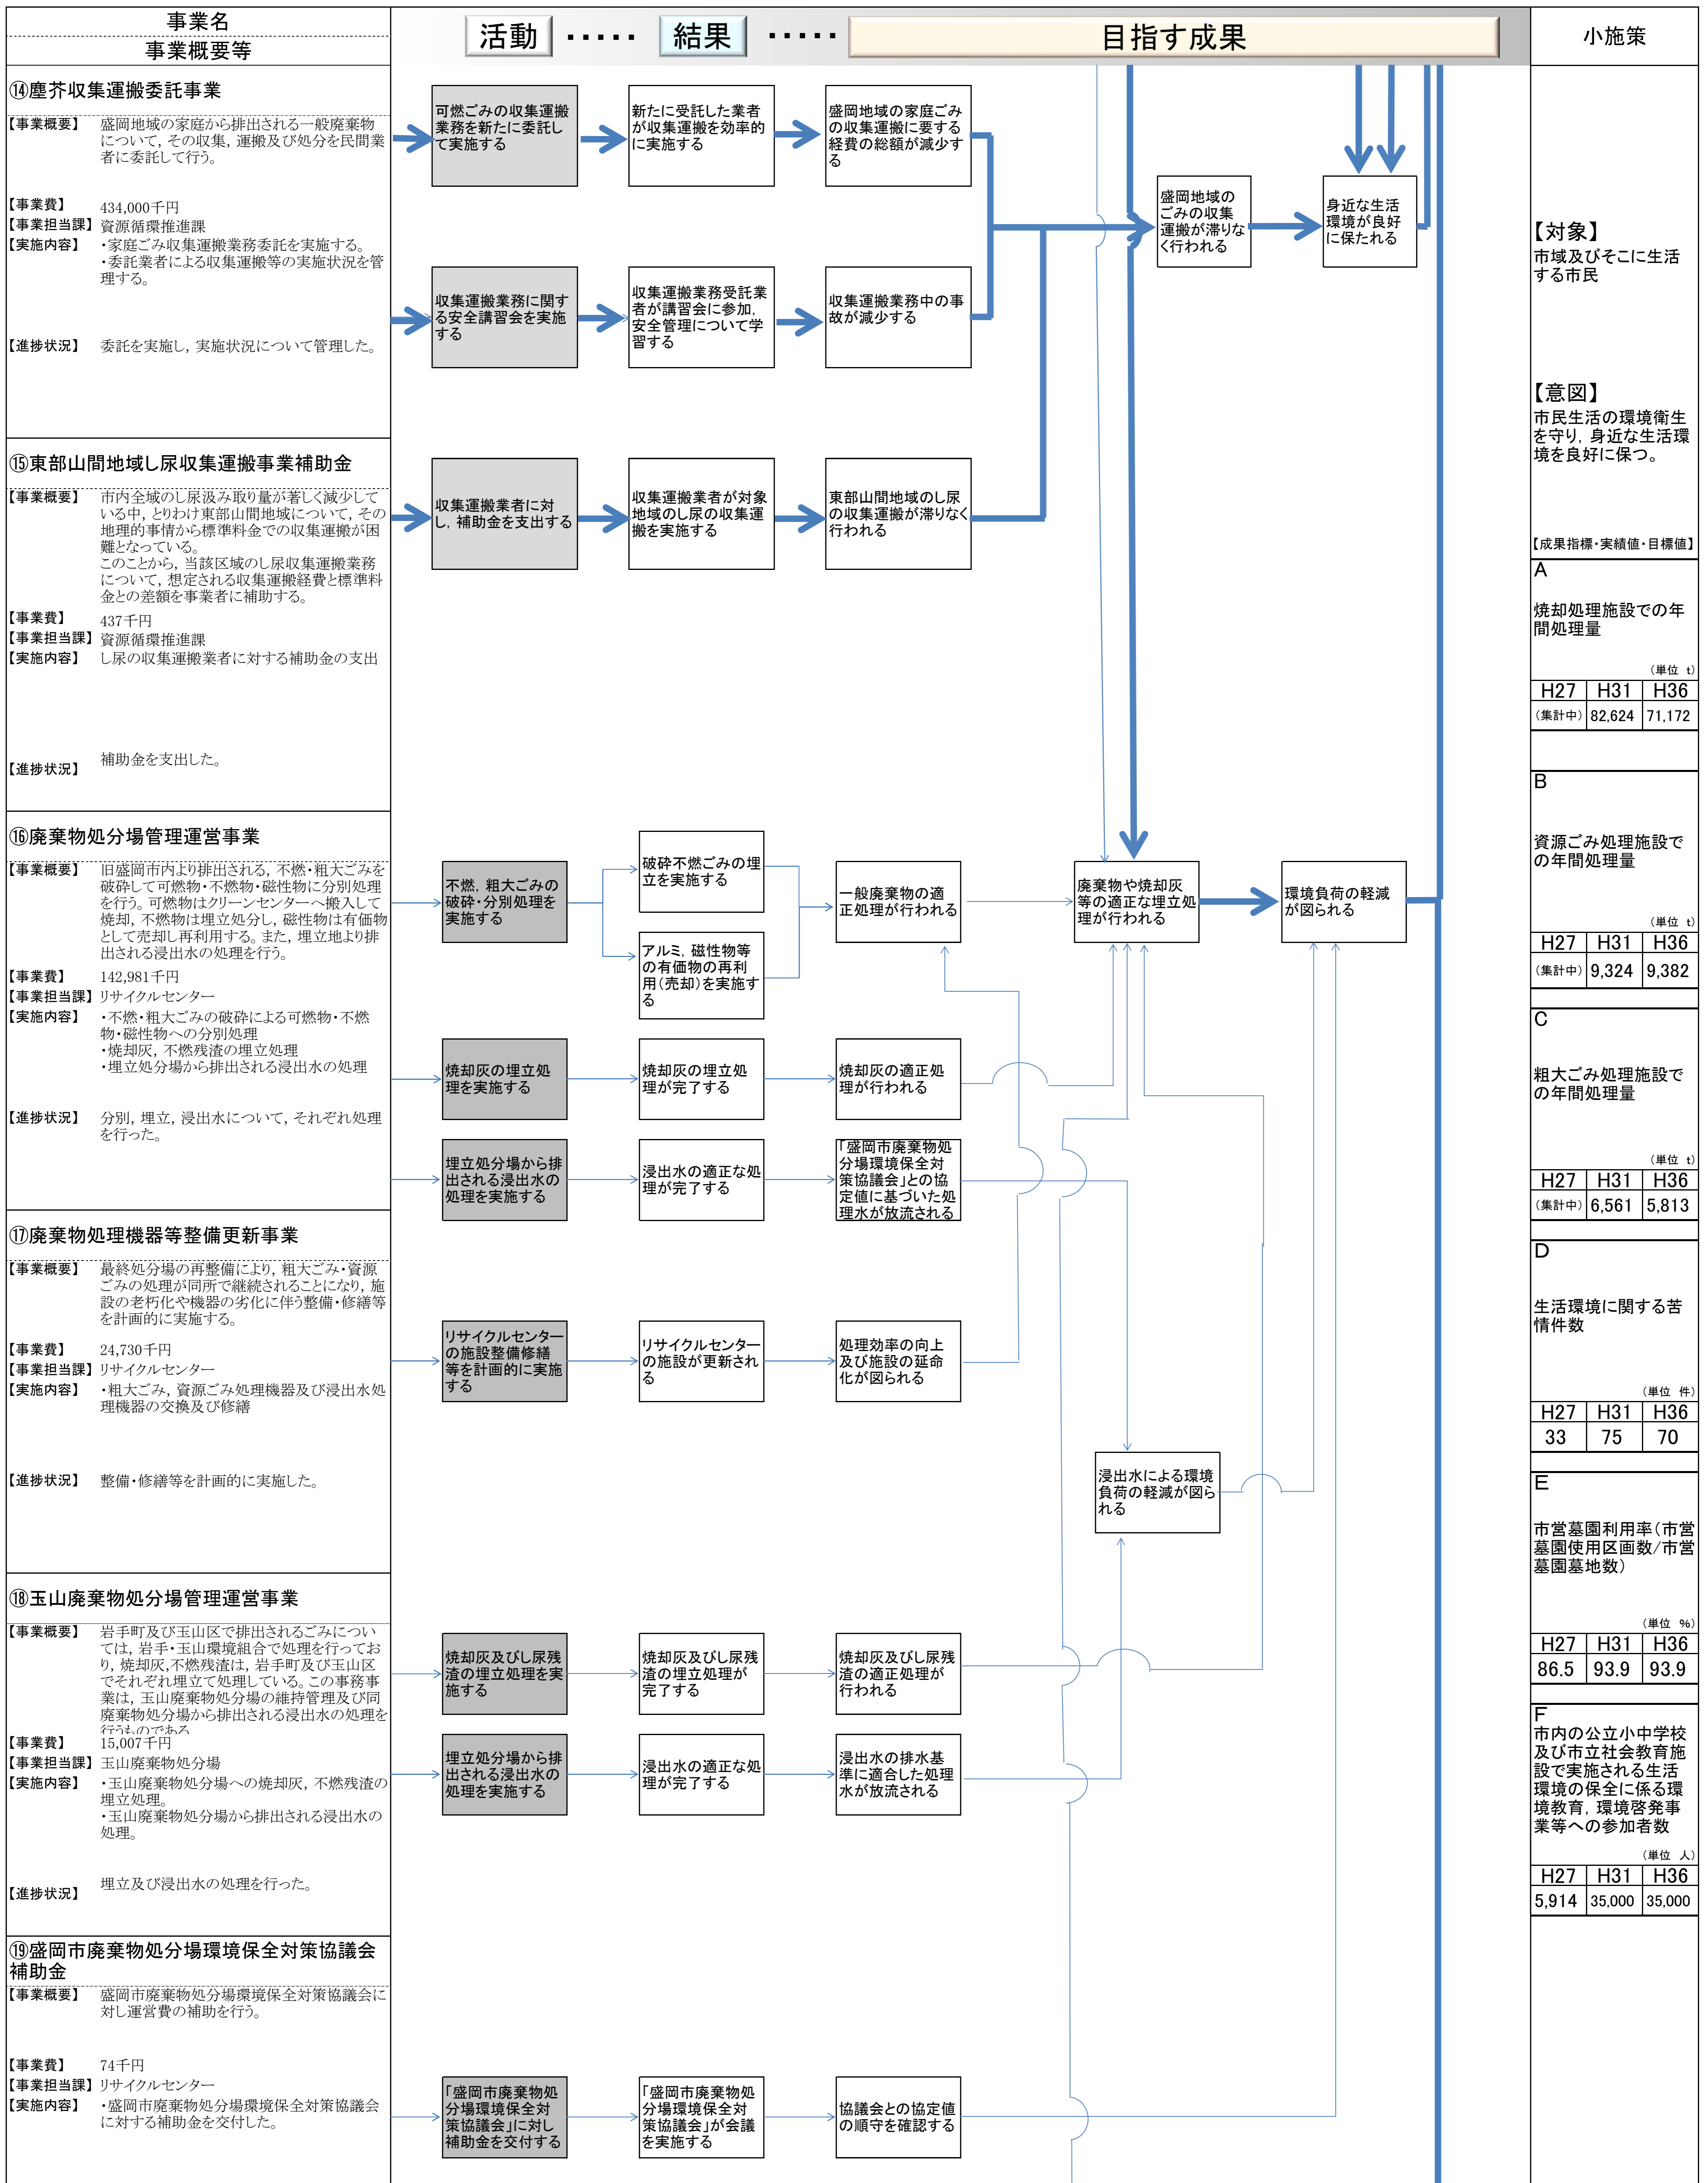 事業名
事業概要等
活動 ・・・・・ 結果 ・・・・・ 目指す成果
小施策
⑭塵芥収集運搬委託事業
【事業概要】 盛岡地域の家庭から排出される一般廃棄物
について，その収集，運搬及び処分を民間業
者に委託して行う。
【事業費】 434,000千円
【事業担当課】 資源循環推進課
【実施内容】 ・家庭ごみ収集運搬業務委託を実施する。
・委託業者による収集運搬等の実施状況を管
理する。
【進捗状況】 委託を実施し，実施状況について管理した。
可燃ごみの収集運搬
業務を新たに委託し
て実施する
新たに受託した業者
が収集運搬を効率的
に実施する
盛岡地域の家庭ごみ
の収集運搬に要する
経費の総額が減少す
る
収集運搬業務に関す
る安全講習会を実施
する
収集運搬業務受託業
者が講習会に参加，
安全管理について学
習する
収集運搬業務中の事
故が減少する
盛岡地域の
ごみの収集
運搬が滞りな
く行われる
身近な生活
環境が良好
に保たれる
⑮東部山間地域し尿収集運搬事業補助金
【事業概要】 市内全域のし尿汲み取り量が著しく減少して
いる中，とりわけ東部山間地域について，その
地理的事情から標準料金での収集運搬が困
難となっている。
このことから，当該区域のし尿収集運搬業務
について，想定される収集運搬経費と標準料
金との差額を事業者に補助する。
【事業費】 437千円
【事業担当課】 資源循環推進課
【実施内容】 し尿の収集運搬業者に対する補助金の支出
【進捗状況】 補助金を支出した。
収集運搬業者に対
し，補助金を支出する
収集運搬業者が対象
地域のし尿の収集運
搬を実施する
東部山間地域のし尿
の収集運搬が滞りなく
行われる
⑯廃棄物処分場管理運営事業
【事業概要】 旧盛岡市内より排出される，不燃・粗大ごみを
破砕して可燃物・不燃物・磁性物に分別処理
を行う。可燃物はクリーンセンターへ搬入して
焼却，不燃物は埋立処分し，磁性物は有価物
として売却し再利用する。また，埋立地より排
出される浸出水の処理を行う。
【事業費】 142,981千円
【事業担当課】 リサイクルセンター
【実施内容】 ・不燃・粗大ごみの破砕による可燃物・不燃
物・磁性物への分別処理
・焼却灰，不燃残渣の埋立処理
・埋立処分場から排出される浸出水の処理
【進捗状況】 分別，埋立，浸出水について，それぞれ処理
を行った。
不燃，粗大ごみの
破砕・分別処理を
実施する
破砕不燃ごみの埋
立を実施する
アルミ，磁性物等
の有価物の再利
用（売却）を実施す
る
一般廃棄物の適
正処理が行われる
廃棄物や焼却灰
等の適正な埋立処
理が行われる
環境負荷の軽減
が図られる
焼却灰の埋立処
理を実施する
焼却灰の埋立処
理が完了する
焼却灰の適正処
理が行われる
埋立処分場から排
出される浸出水の
処理を実施する
浸出水の適正な処
理が完了する
「盛岡市廃棄物処
分場環境保全対
策協議会」との協
定値に基づいた処
理水が放流される
⑰廃棄物処理機器等整備更新事業
【事業概要】 最終処分場の再整備により，粗大ごみ・資源
ごみの処理が同所で継続されることになり，施
設の老朽化や機器の劣化に伴う整備・修繕等
を計画的に実施する。
【事業費】 24,730千円
【事業担当課】 リサイクルセンター
【実施内容】 ・粗大ごみ，資源ごみ処理機器及び浸出水処
理機器の交換及び修繕
【進捗状況】 整備・修繕等を計画的に実施した。
リサイクルセンター
の施設整備修繕
等を計画的に実施
する
リサイクルセンター
の施設が更新され
る
処理効率の向上
及び施設の延命
化が図られる
浸出水による環境
負荷の軽減が図ら
れる
⑱玉山廃棄物処分場管理運営事業
【事業概要】 岩手町及び玉山区で排出されるごみについ
ては，岩手・玉山環境組合で処理を行ってお
り，焼却灰,不燃残渣は，岩手町及び玉山区
でそれぞれ埋立て処理している。この事務事
業は，玉山廃棄物処分場の維持管理及び同
廃棄物処分場から排出される浸出水の処理を
行うものである
【事業費】 15,007千円
【事業担当課】 玉山廃棄物処分場
【実施内容】 ・玉山廃棄物処分場への焼却灰，不燃残渣の
埋立処理。
・玉山廃棄物処分場から排出される浸出水の
処理。
【進捗状況】 埋立及び浸出水の処理を行った。
焼却灰及びし尿残
渣の埋立処理を実
施する
焼却灰及びし尿残
渣の埋立処理が
完了する
焼却灰及びし尿残
渣の適正処理が
行われる
埋立処分場から排
出される浸出水の
処理を実施する
浸出水の適正な処
理が完了する
浸出水の排水基
準に適合した処理
水が放流される
⑲盛岡市廃棄物処分場環境保全対策協議会
補助金
【事業概要】 盛岡市廃棄物処分場環境保全対策協議会に
対し運営費の補助を行う。
【事業費】 74千円
【事業担当課】 リサイクルセンター
【実施内容】 ・盛岡市廃棄物処分場環境保全対策協議会
に対する補助金を交付した。
「盛岡市廃棄物処
分場環境保全対
策協議会」に対し
補助金を交付する
「盛岡市廃棄物処
分場環境保全対
策協議会」が会議
を実施する
協議会との協定値
の順守を確認する
【対象】
市域及びそこに生活
する市民
【意図】
市民生活の環境衛生
を守り，身近な生活環
境を良好に保つ。
【成果指標・実績値・目標値】
A
焼却処理施設での年
間処理量
（単位 t）
H27 H31 H36
（集計中） 82,624 71,172
B
資源ごみ処理施設で
の年間処理量
（単位 t）
H27 H31 H36
（集計中） 9,324 9,382
C
粗大ごみ処理施設で
の年間処理量
（単位 t）
H27 H31 H36
（集計中） 6,561 5,813
D
生活環境に関する苦
情件数
（単位 件）
H27 H31 H36
33 75 70
E
市営墓園利用率（市営
墓園使用区画数/市営
墓園墓地数）
（単位 %）
H27 H31 H36
86.5 93.9 93.9
F
市内の公立小中学校
及び市立社会教育施
設で実施される生活
環境の保全に係る環
境教育，環境啓発事
業等への参加者数
（単位 人）
H27 H31 H36
5,914 35,000 35,000